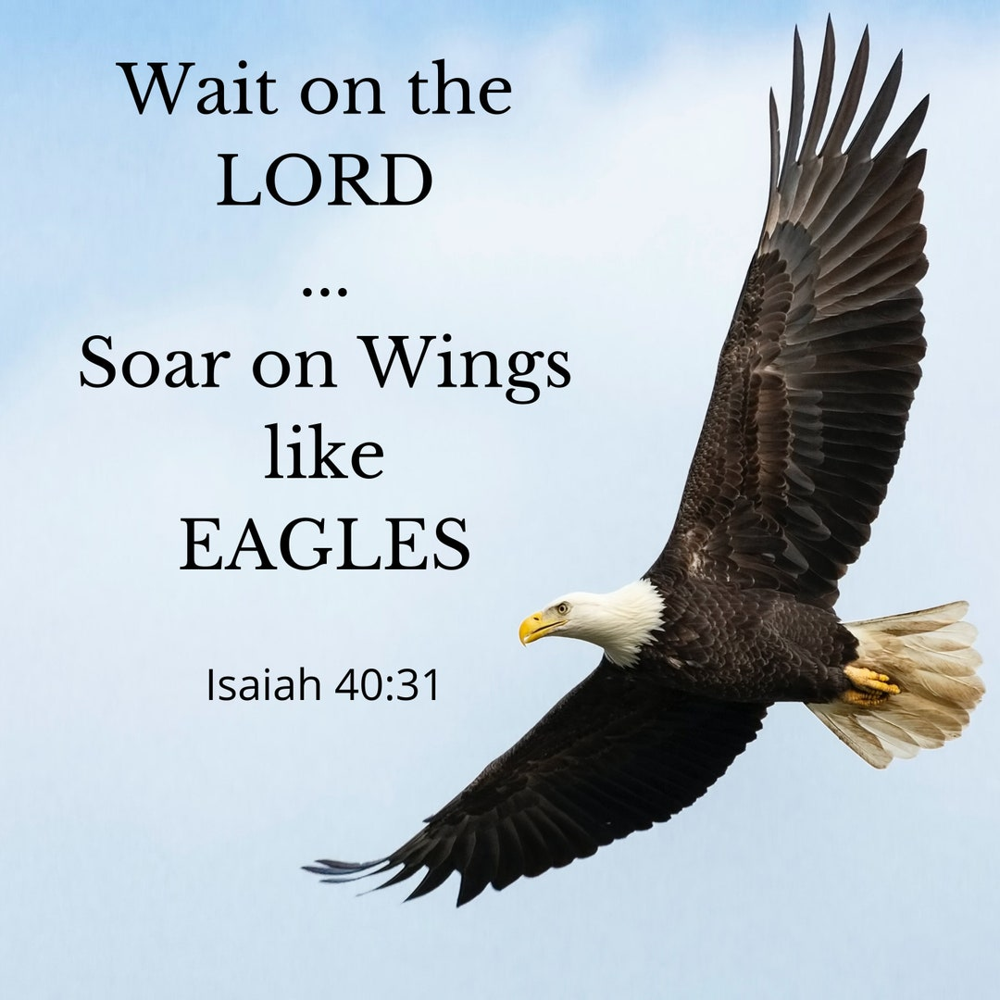 Wait on the
LORD
...
Soar on Wings
like
EAGLES
Isaiah 40:31